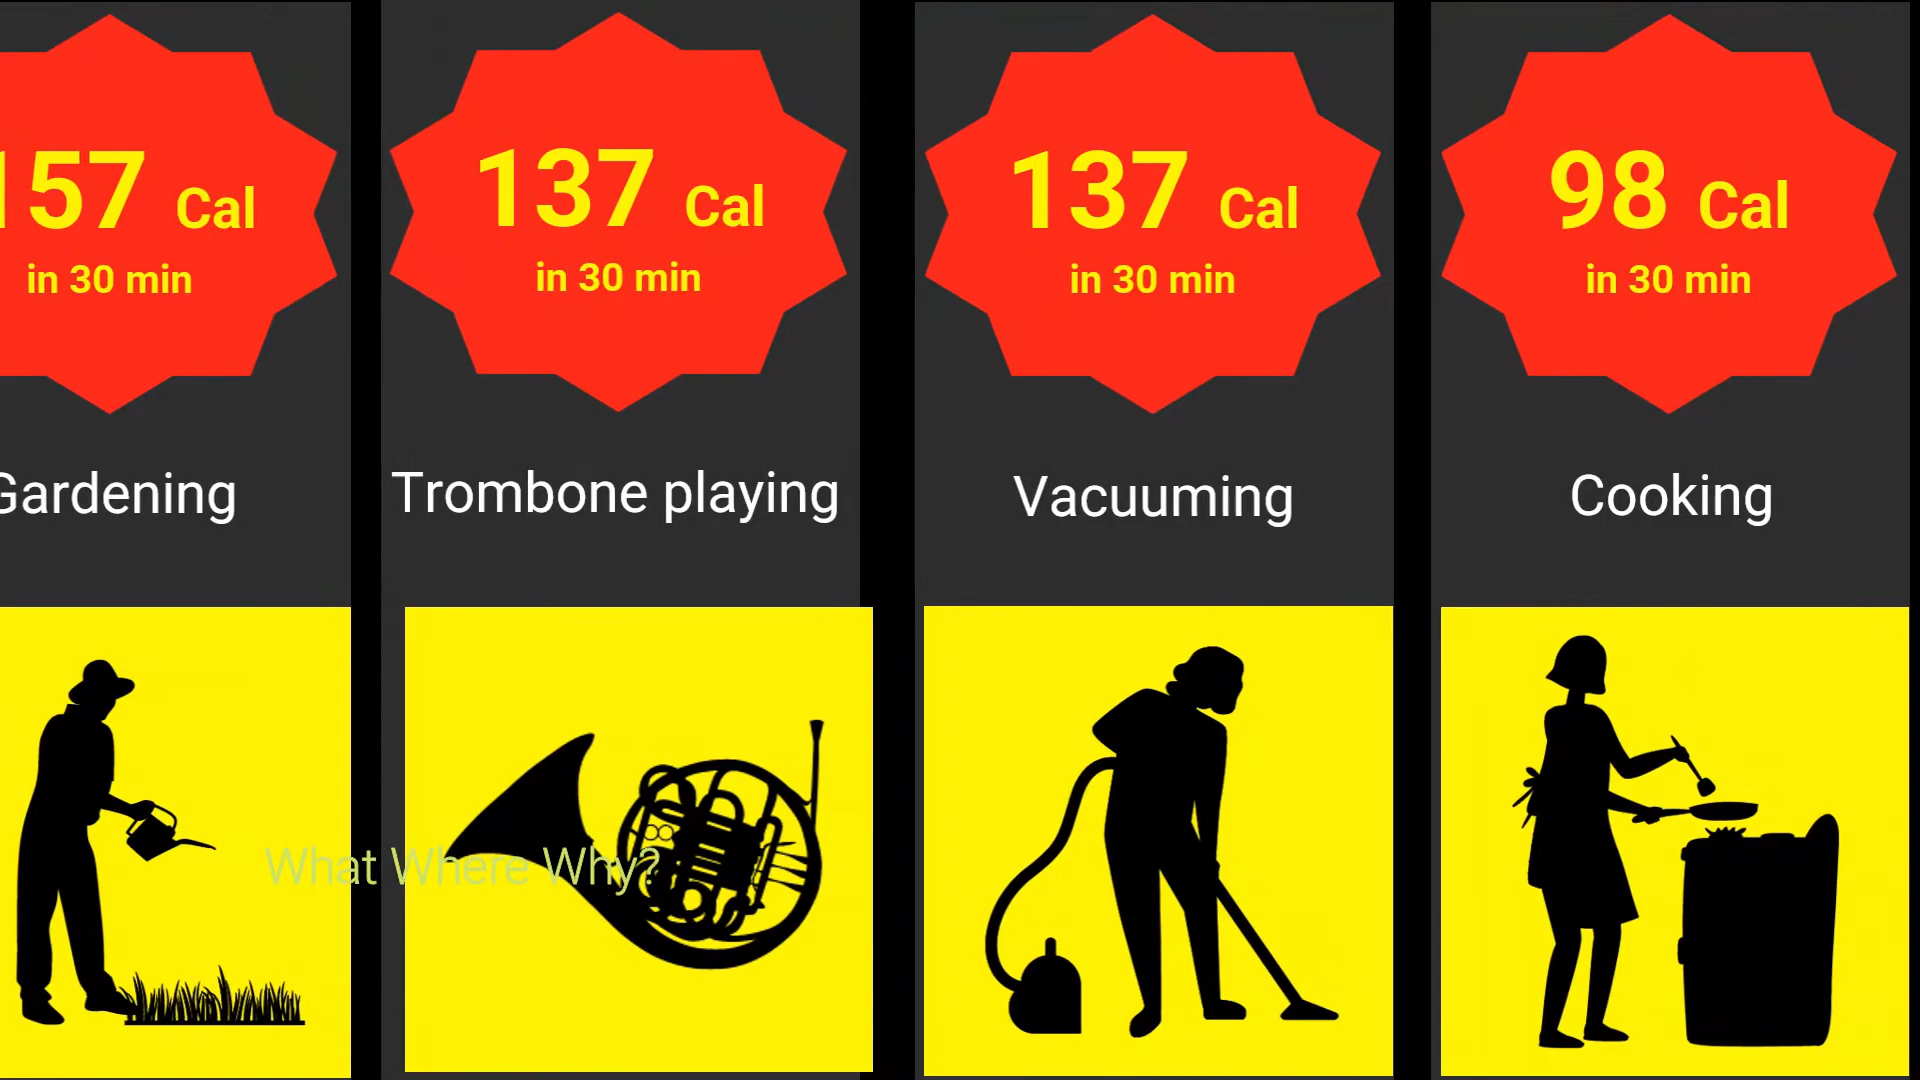 157 Cal
in 30 min
Gardening
137 Cal
in 30 min
Trombone playing
137 Cal
in 30 min
Vacuuming
98 Cal
in 30 min
Cooking
What Where Why?